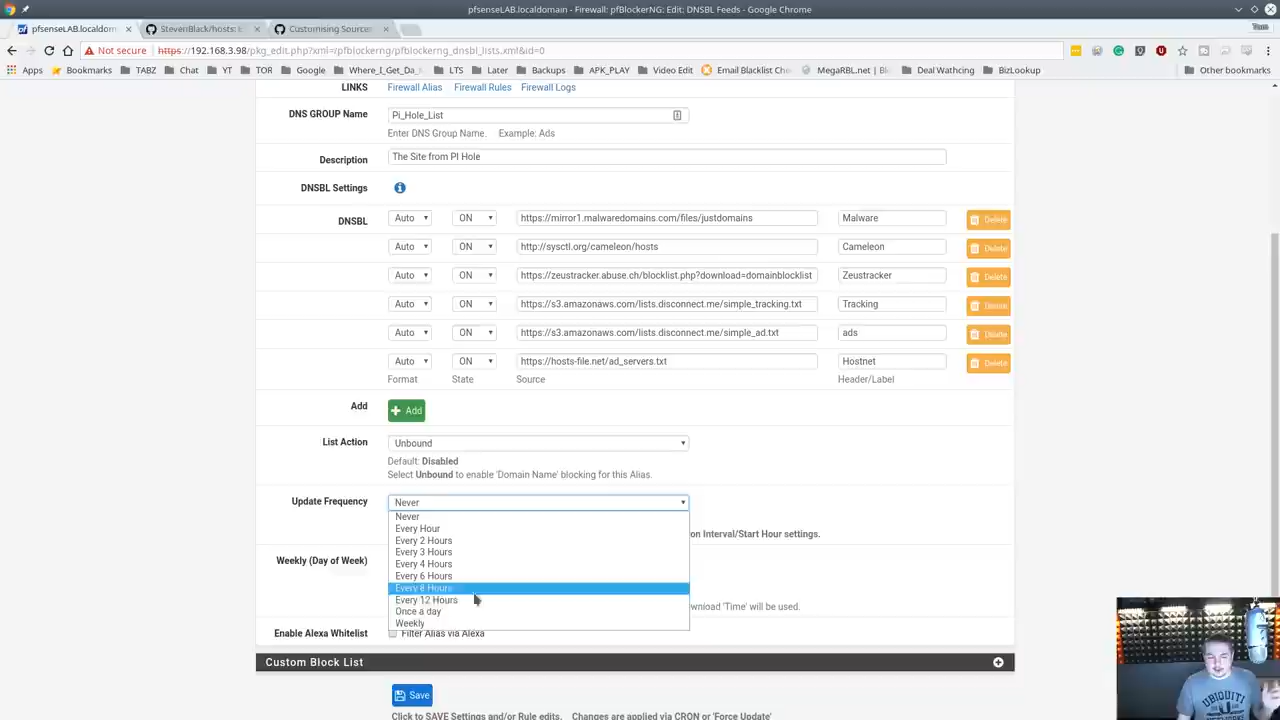 pfsenseLAB.localdomain - Firewall: pfBlockerNG: Edit: DNSBL Feeds - Google Chrome
pfsenseLAB.localdom
StevenBlack/hosts:
Customising Sources
Tom
Not secure https://192.168.3.98/pkg_edit.php?xml=/pfblockerng/pfblockerng_dnsbl_lists.xml&id=0
Apps Bookmarks TABZ Chat YT TOR Google Where_I_Get_Da_ LTS Later Backups APK_PLAY Video Edit Email Blacklist Che MegaRBL.net | Bl Deal Wathcing BizLookup Other bookmarks
LINKS Firewall Alias Firewall Rules Firewall Logs
DNS GROUP Name Pi_Hole_List
Enter DNS Group Name. Example: Ads
Description The Site from PI Hole
DNSBL Settings
DNSBL Auto ON https://mirror1.malwaredomains.com/files/justdomains Malware Delete
Auto ON http://sysctl.org/cameleon/hosts Cameleon Delete
Auto ON https://zeustracker.abuse.ch/blocklist.php?download=domainblocklist Zeustracker Delete
Auto ON https://s3.amazonaws.com/lists.disconnect.me/simple_tracking.txt Tracking Delete
Auto ON https://s3.amazonaws.com/lists.disconnect.me/simple_ad.txt ads Delete
Auto ON https://hosts-file.net/ad_servers.txt Hostnet Delete
Format State Source Header/Label
Add Add
List Action Unbound
Default: Disabled
Select Unbound to enable 'Domain Name' blocking for this Alias.
Update Frequency Never
Never
Every Hour
on Interval/Start Hour settings.
Every 2 Hours
Every 3 Hours
Weekly (Day of Week)
Every 4 Hours
Every 6 Hours
Every 8 Hours
Every 12 Hours
wnload 'Time' will be used.
Once a day
Weekly
Enable Alexa Whitelist Filter Alias via Alexa
Custom Block List
Save
Click to SAVE Settings and/or Rule edits. Changes are applied via CRON or 'Force Update'
UBIQUITI